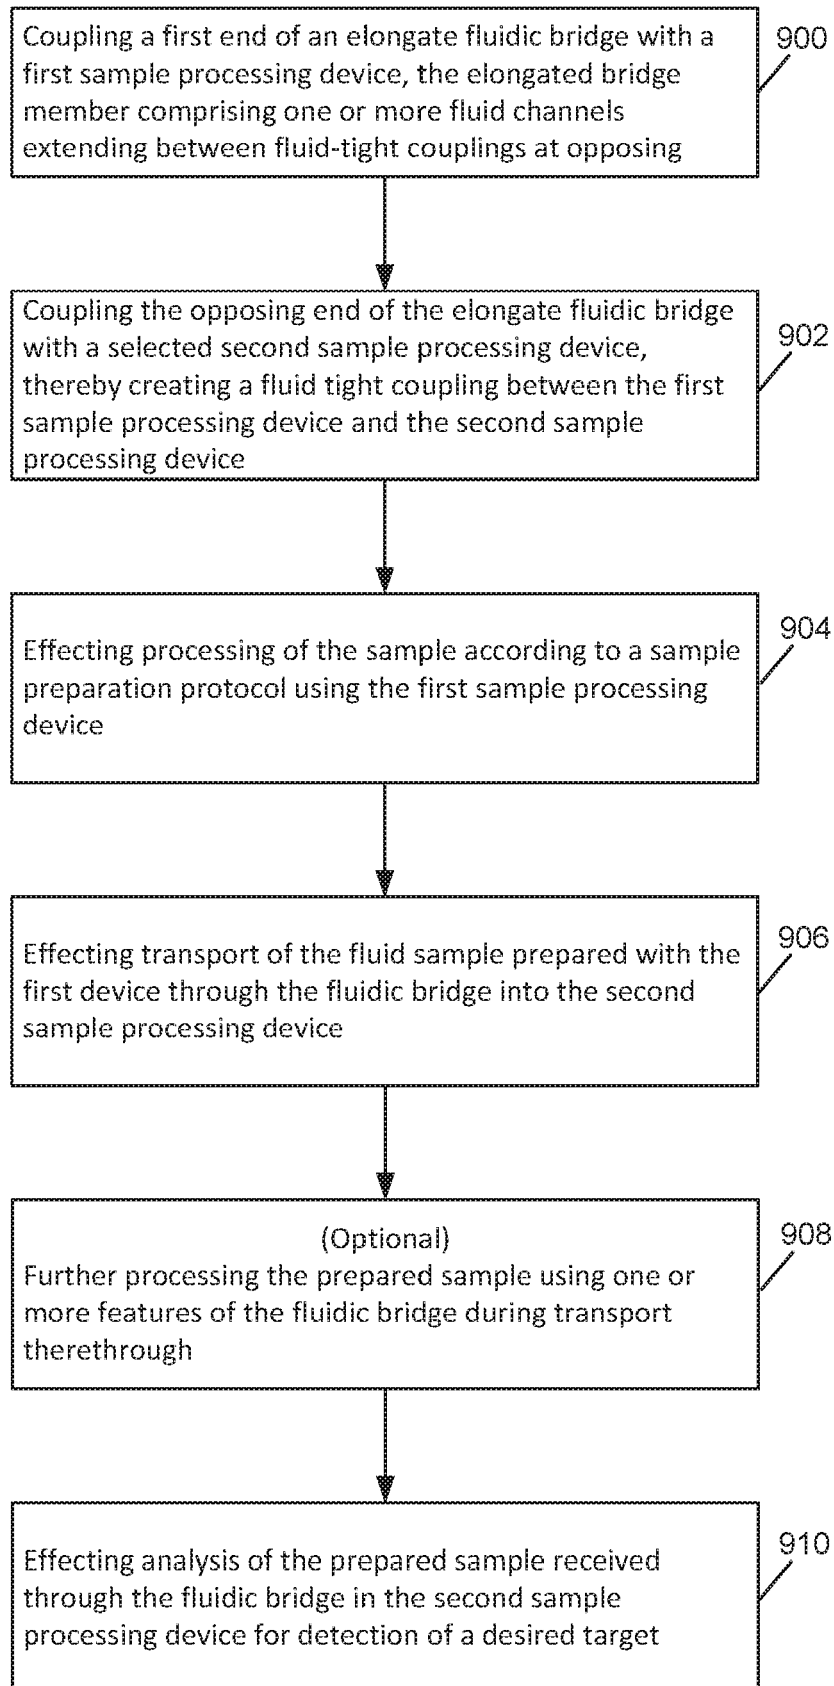 Coupling a first end of an elongate fluidic bridge with a
first sample processing device, the elongated bridge
member comprising one or more fluid channels
extending between fluid-tight couplings at opposing
900
Coupling the opposing end of the elongate fluidic bridge
with a selected second sample processing device,
thereby creating a fluid tight coupling between the first
sample processing device and the second sample
processing device
902
Effecting processing of the sample according to a sample
preparation protocol using the first sample processing
device
904
Effecting transport of the fluid sample prepared with the
first device through the fluidic bridge into the second
sample processing device
906
(Optional)
Further processing the prepared sample using one or
more features of the fluidic bridge during transport
therethrough
908
Effecting analysis of the prepared sample received
through the fluidic bridge in the second sample
processing device for detection of a desired target
910